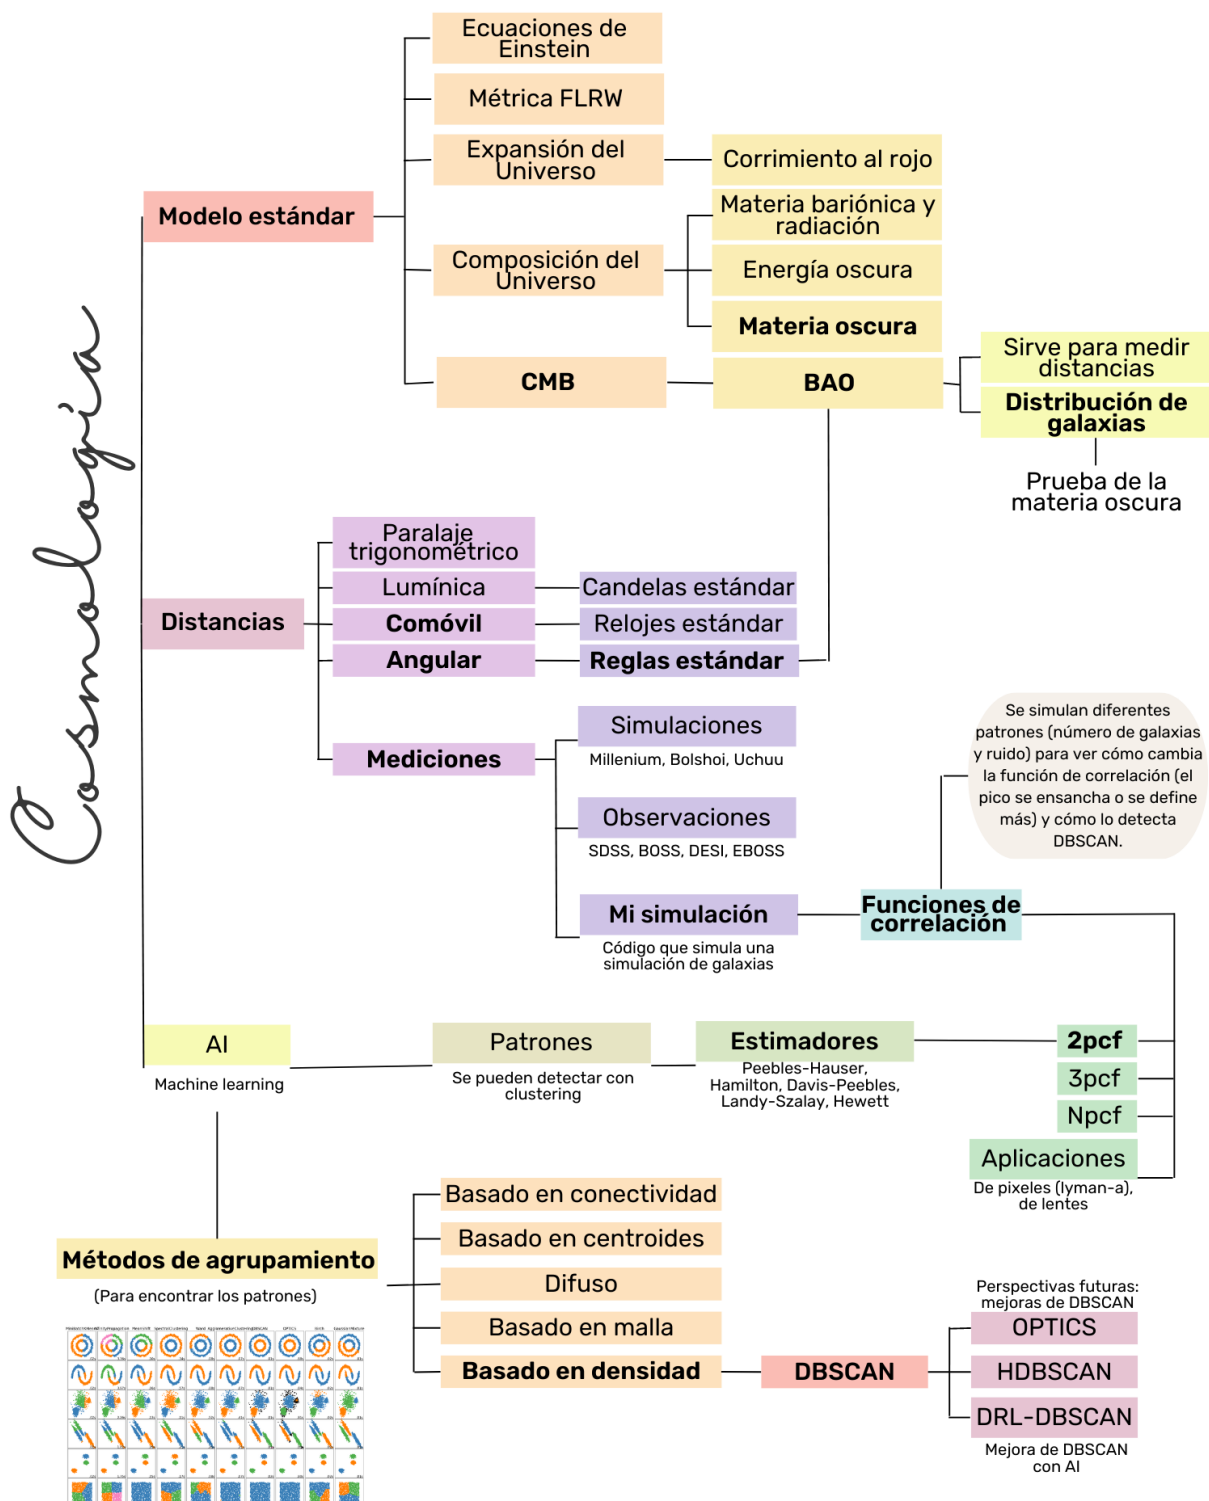 Cosmología
Modelo estándar
Ecuaciones de
Einstein
Métrica FLRW
Expansión del
Universo
Corrimiento al rojo
Composición del
Universo
Materia bariónica y
radiación
Energía oscura
Materia oscura
CMB
BAO
Sirve para medir
distancias
Distribución de
galaxias
Prueba de la
materia oscura
Distancias
Paralaje
trigonométrico
Lumínica
Candelas estándar
Comóvil
Relojes estándar
Angular
Reglas estándar
Mediciones
Simulaciones
Millenium, Bolshoi, Uchuu
Observaciones
SDSS, BOSS, DESI, EBOSS
Mi simulación
Código que simula una
simulación de galaxias
Funciones de
correlación
Se simulan diferentes
patrones (número de galaxias
y ruido) para ver cómo cambia
la función de correlación (el
pico se ensancha o se define
más) y cómo lo detecta
DBSCAN.
AI
Machine learning
Patrones
Se pueden detectar con
clustering
Estimadores
Peebles-Hauser,
Hamilton, Davis-Peebles,
Landy-Szalay, Hewett
2pcf
3pcf
Npcf
Aplicaciones
De pixeles (lyman-a),
de lentes
Métodos de agrupamiento
(Para encontrar los patrones)
Basado en conectividad
Basado en centroides
Difuso
Basado en malla
Basado en densidad
DBSCAN
Perspectivas futuras:
mejoras de DBSCAN
OPTICS
HDBSCAN
DRL-DBSCAN
Mejora de DBSCAN
con AI